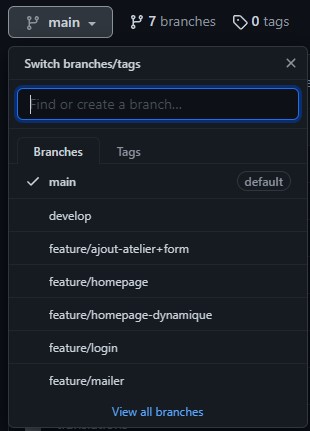 main 7 branches 0 tags
Switch branches/tags
Find or create a branch...
Branches Tags
main default
develop
feature/ajout-atelier+form
feature/homepage
feature/homepage-dynamique
feature/login
feature/mailer
View all branches